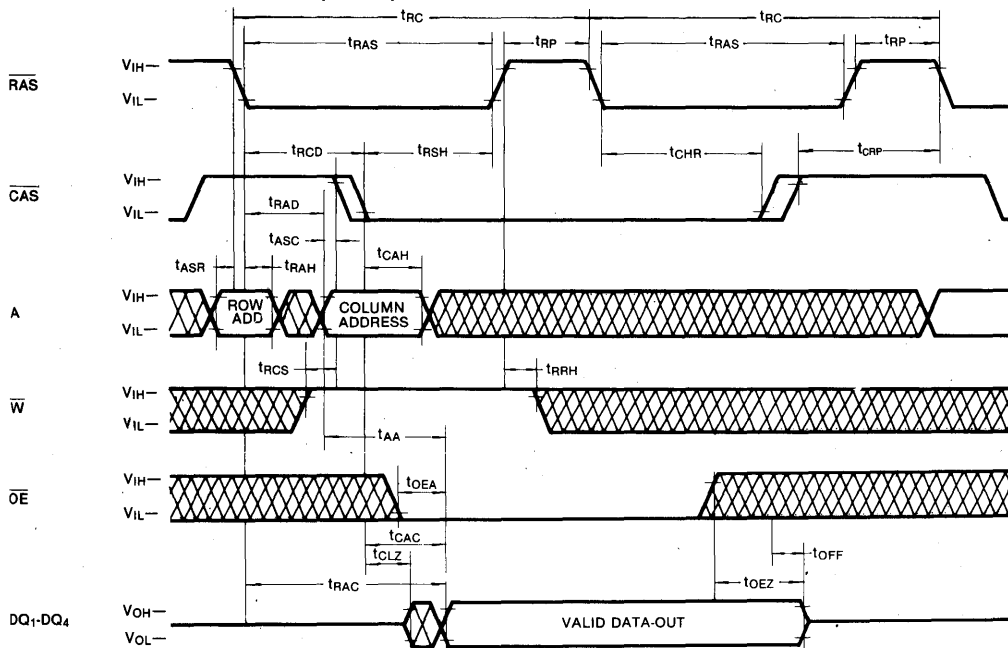 tRC tRC
tRAS tRP tRAS tRP
RAS VIH— VIL—
tRCD tRSH tCHR tCRP
CAS VIH— VIL—
tRAD
tASC
tASR tRAH tCAH
A VIH— VIL—
ROW ADD
COLUMN ADDRESS
tRCS tRRH
W VIH— VIL—
tAA
OE VIH— VIL—
tOEA
tCAC
tCLZ tOFF
tRAC tOEZ
DQ1-DQ4 VOH— VOL—
VALID DATA-OUT